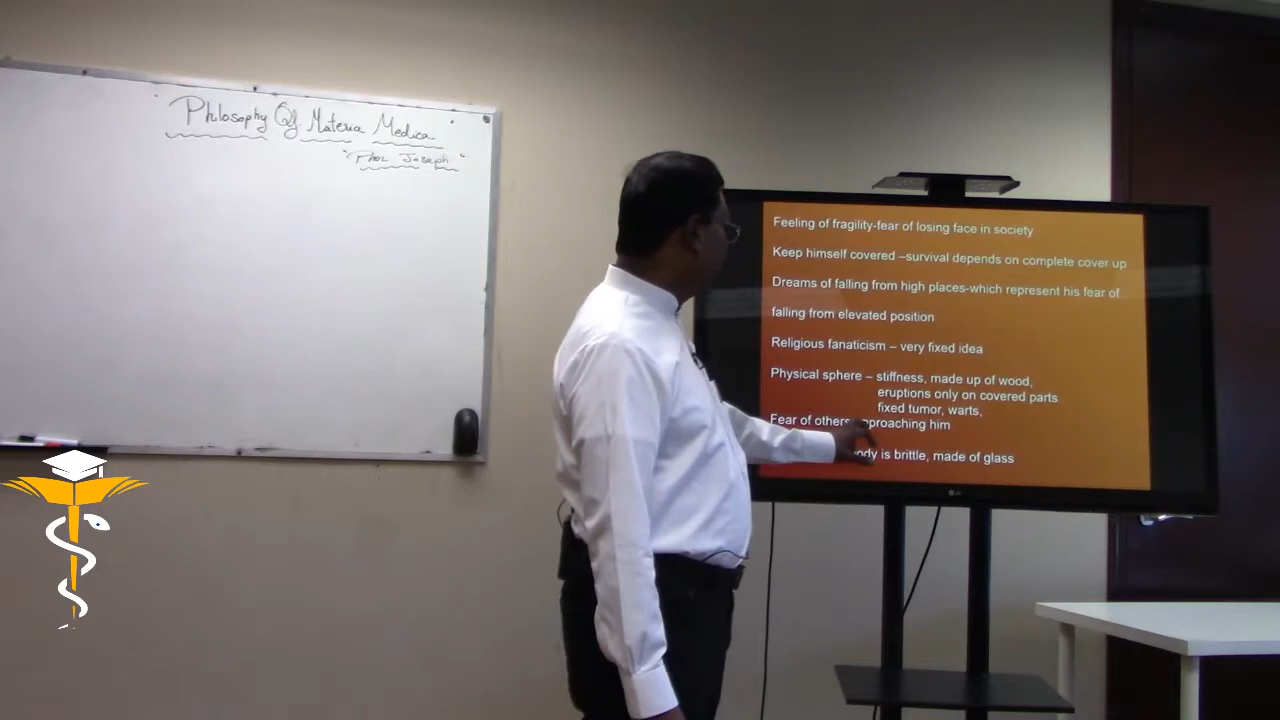 Philosophy Of Materia Medica
"Prof Joseph"
Feeling of fragility-fear of losing face in society
Keep himself covered –survival depends on complete cover up
Dreams of falling from high places-which represent his fear of
falling from elevated position
Religious fanaticism – very fixed idea
Physical sphere – stiffness, made up of wood,
eruptions only on covered parts
fixed tumor, warts,
Fear of others approaching him
is brittle, made of glass
LG